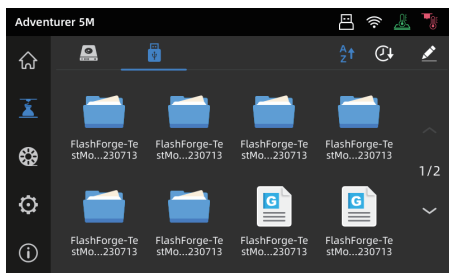 Adventurer 5M
A
Z
FlashForge-Te
stMo...230713
FlashForge-Te
stMo...230713
FlashForge-Te
stMo...230713
FlashForge-Te
stMo...230713
1/2
G
G
FlashForge-Te
stMo...230713
FlashForge-Te
stMo...230713
FlashForge-Te
stMo...230713
FlashForge-Te
stMo...230713